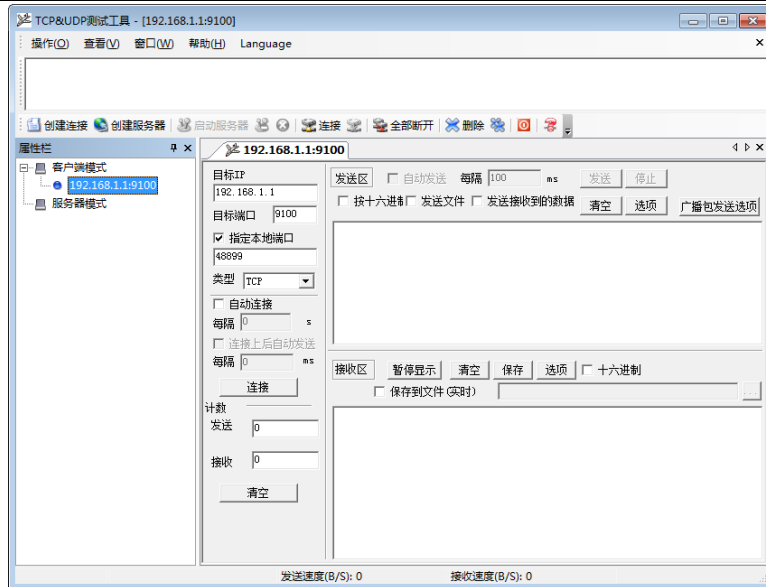 TCP&UDP测试工具 - [192.168.1.1:9100]
操作(O) 查看(V) 窗口(W) 帮助(H) Language
创建连接 创建服务器 启动服务器 连接 全部断开 删除
属性栏
客户端模式
192.168.1.1:9100
服务器模式
192.168.1.1:9100
目标IP
192.168.1.1
目标端口 9100
指定本地端口
48899
类型 TCP
自动连接
每隔 0 s
连接上后自动发送
每隔 0 ms
连接
计数
发送 0
接收 0
清空
发送区 自动发送 每隔 100 ms 发送 停止
按十六进制 发送文件 发送接收到的数据 清空 选项 广播包发送选项
接收区 暂停显示 清空 保存 选项 十六进制
保存到文件(实时) ...
发送速度(B/S): 0 接收速度(B/S): 0